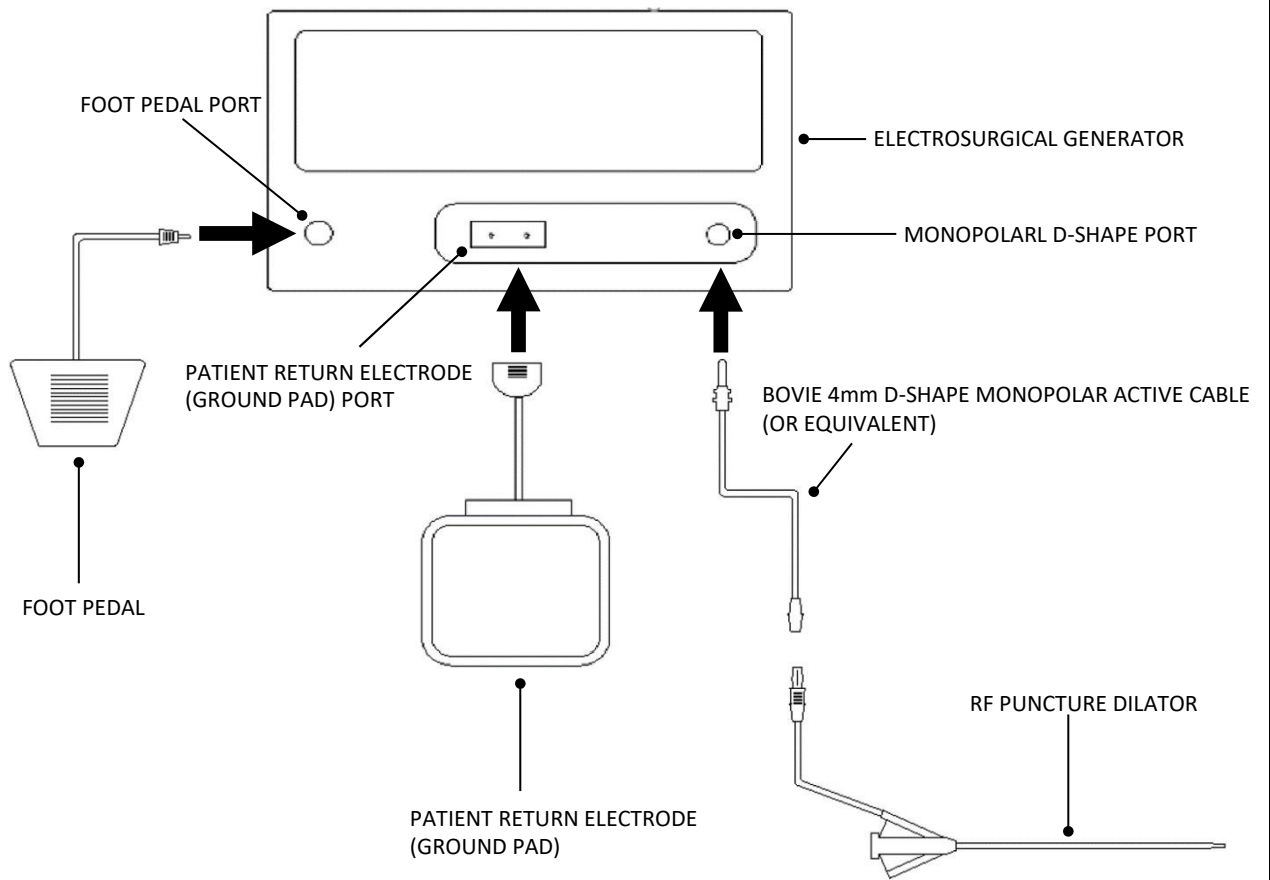 FOOT PEDAL PORT
ELECTROSURGICAL GENERATOR
MONOPOLARL D-SHAPE PORT
PATIENT RETURN ELECTRODE
(GROUND PAD) PORT
BOVIE 4mm D-SHAPE MONOPOLAR ACTIVE CABLE
(OR EQUIVALENT)
FOOT PEDAL
RF PUNCTURE DILATOR
PATIENT RETURN ELECTRODE
(GROUND PAD)